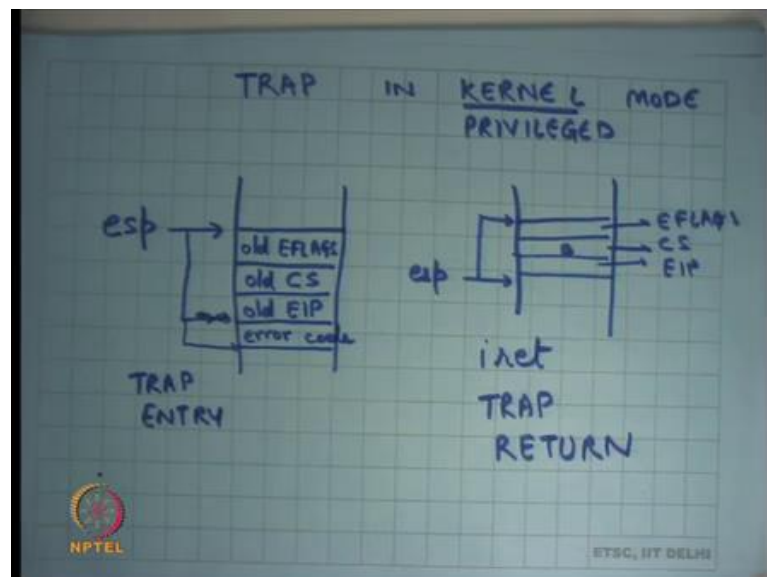 TRAP IN KERNEL MODE
PRIVILEGED
esp
old EFLAGS
old CS
old EIP
error code
TRAP
ENTRY
esp
EFLAGS
CS
EIP
iret
TRAP
RETURN
NPTEL
ETSC, IIT DELHI